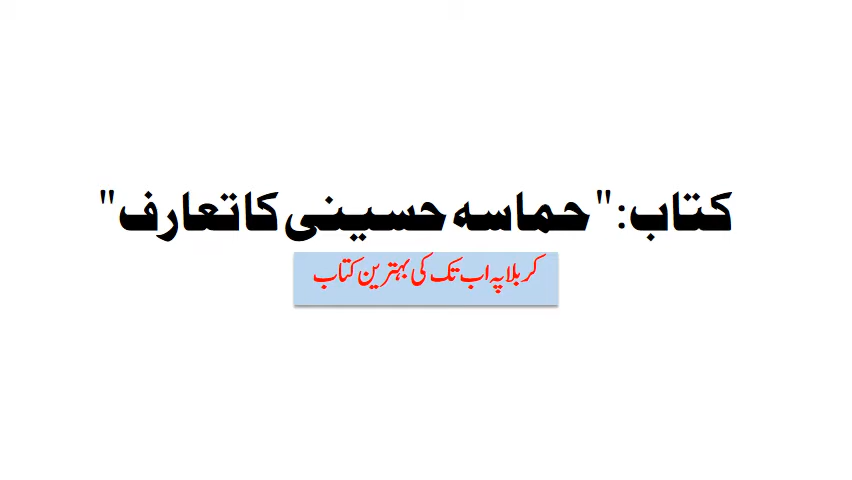 کتاب: "حماسہ حسینی کا تعارف"
کربلا پہ اب تک کی بہترین کتاب